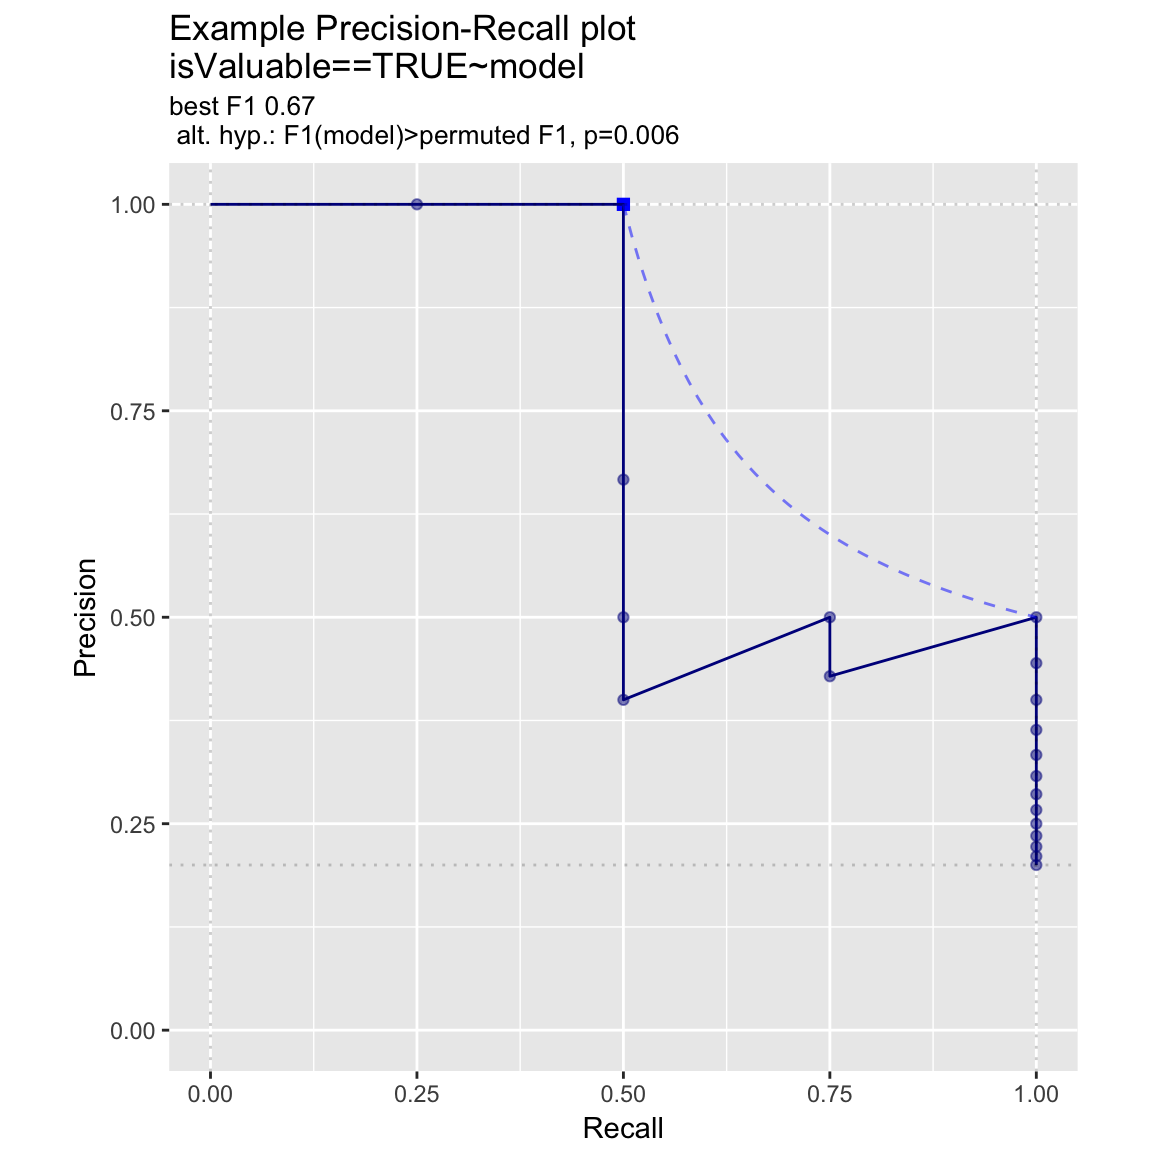 Example Precision-Recall plot
isValuable==TRUE~model
best F1 0.67
alt. hyp.: F1(model)>permuted F1, p=0.006
1.00
0.75
0.50
0.25
0.00
Precision
0.00 0.25 0.50 0.75 1.00
Recall